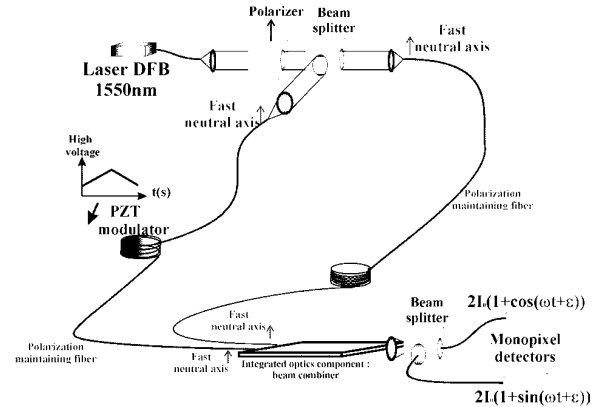 Polarizer
Beam
splitter
Fast
neutral axis
Laser DFB
1550nm
Fast
neutral axis
High
voltage
t(s)
PZT
modulator
Polarization
maintaining fiber
Fast
neutral axis
Beam
splitter
2I₀(1+cos(ωt+ε))
Monopixel
detectors
Polarization
maintaining fiber
Fast
neutral axis
Integrated optics component :
beam combiner
2I₀(1+sin(ωt+ε))